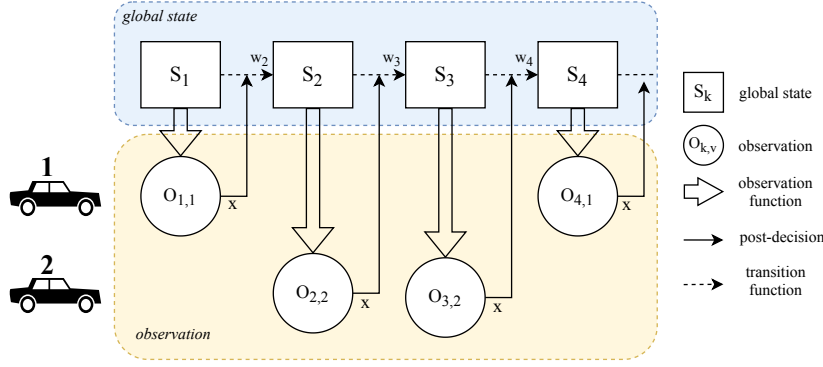 global state
w₂ w₃ w₄
S₁ S₂ S₃ S₄
Sₖ global state
1
O₁,₁ O₄,₁
x x
Oₖ,ᵥ observation
observation
function
post-decision
2
O₂,₂ O₃,₂
x x
transition
function
observation